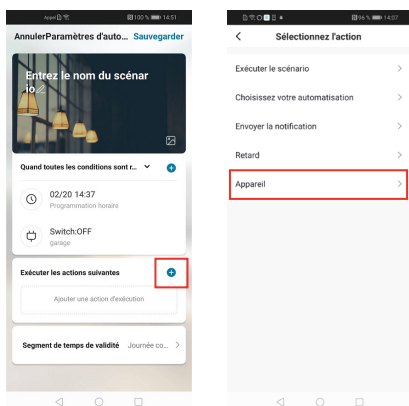 Appel 100 % 14:51
AnnulerParamètres d'auto... Sauvegarder
Entrez le nom du scénar
io
Quand toutes les conditions sont r...
02/20 14:37
Programmation horaire
Switch:OFF
garage
Exécuter les actions suivantes
Ajouter une action d'exécution
Segment de temps de validité Journée co...
96 % 14:07
Sélectionnez l'action
Exécuter le scénario
Choisissez votre automatisation
Envoyer la notification
Retard
Appareil